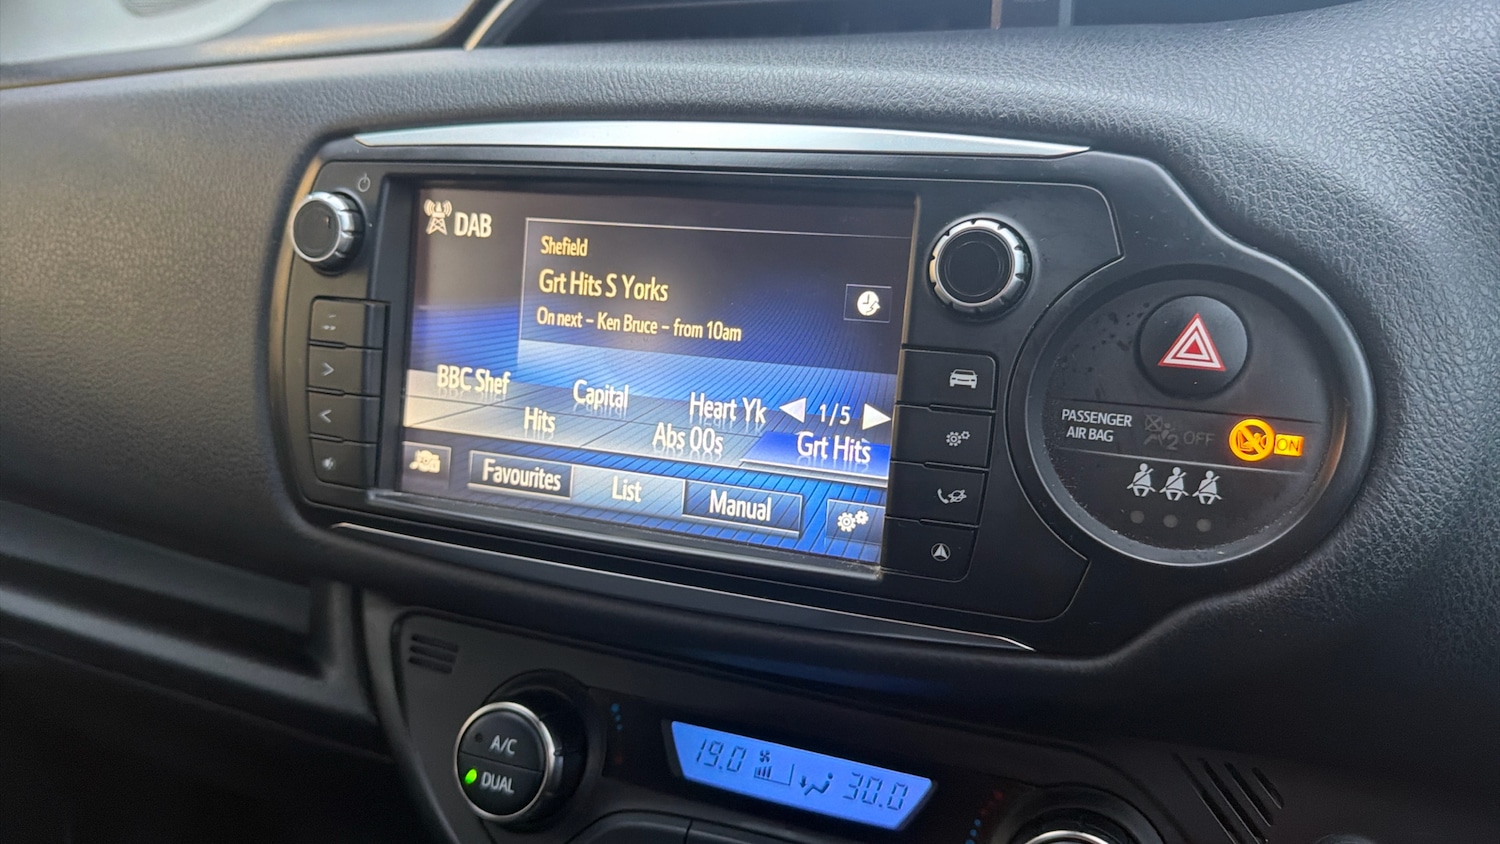 DAB
Shefield
Grt Hits S Yorks
On next – Ken Bruce – from 10am
BBC Shef
Capital
Heart Yk
1/5
Hits
Abs 00s
Grt Hits
Favourites
List
Manual
PASSENGER
AIR BAG
2 OFF
ON
A/C
DUAL
19.0
30.0